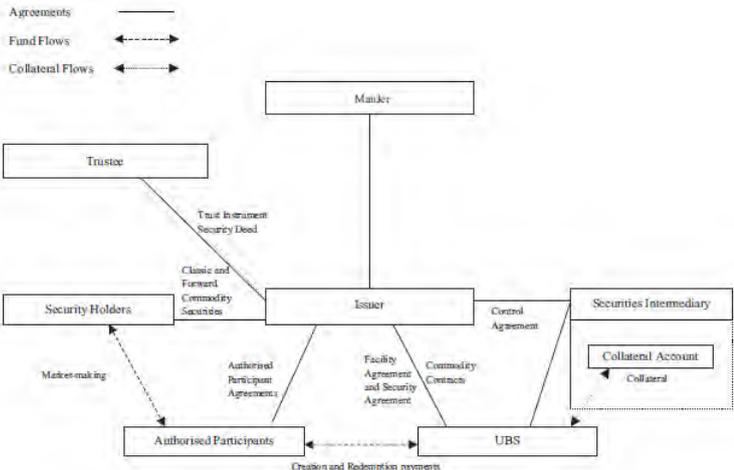 Agreements
Fund Flows
Collateral Flows
Manjer
Trustee
Trust Instrument
Security Deed
Classic and
Forward
Commodity
Securities
Security Holders
Issuer
Securities Intermediary
Control
Agreement
Collateral Account
Collateral
Market-making
Authorised
Participant
Agreements
Facility
Agreement
and Security
Agreement
Commodity
Contracts
Authorised Participants
UBS
Creation and Redemption payments